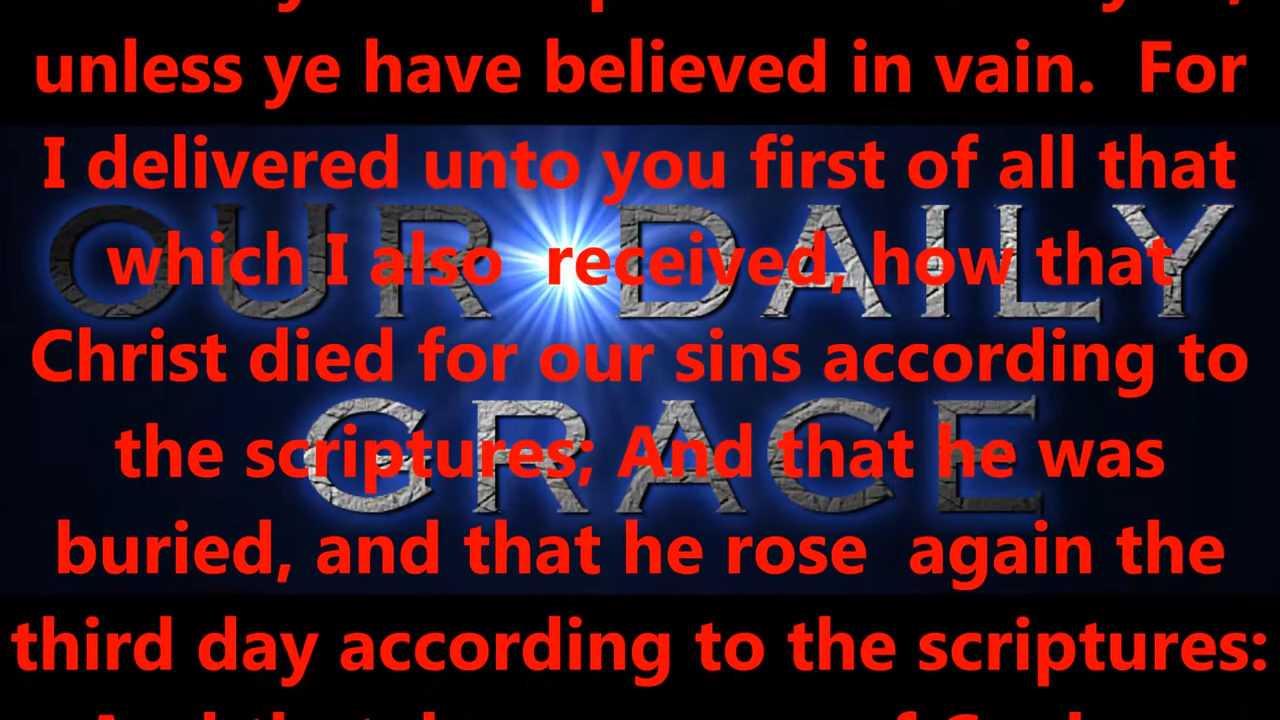 unless ye have believed in vain.  For
I delivered unto you first of all that
OUR DAILY
which I also  received, how that
Christ died for our sins according to
GRACE
the scriptures; And that he was
buried, and that he rose  again the
third day according to the scriptures: